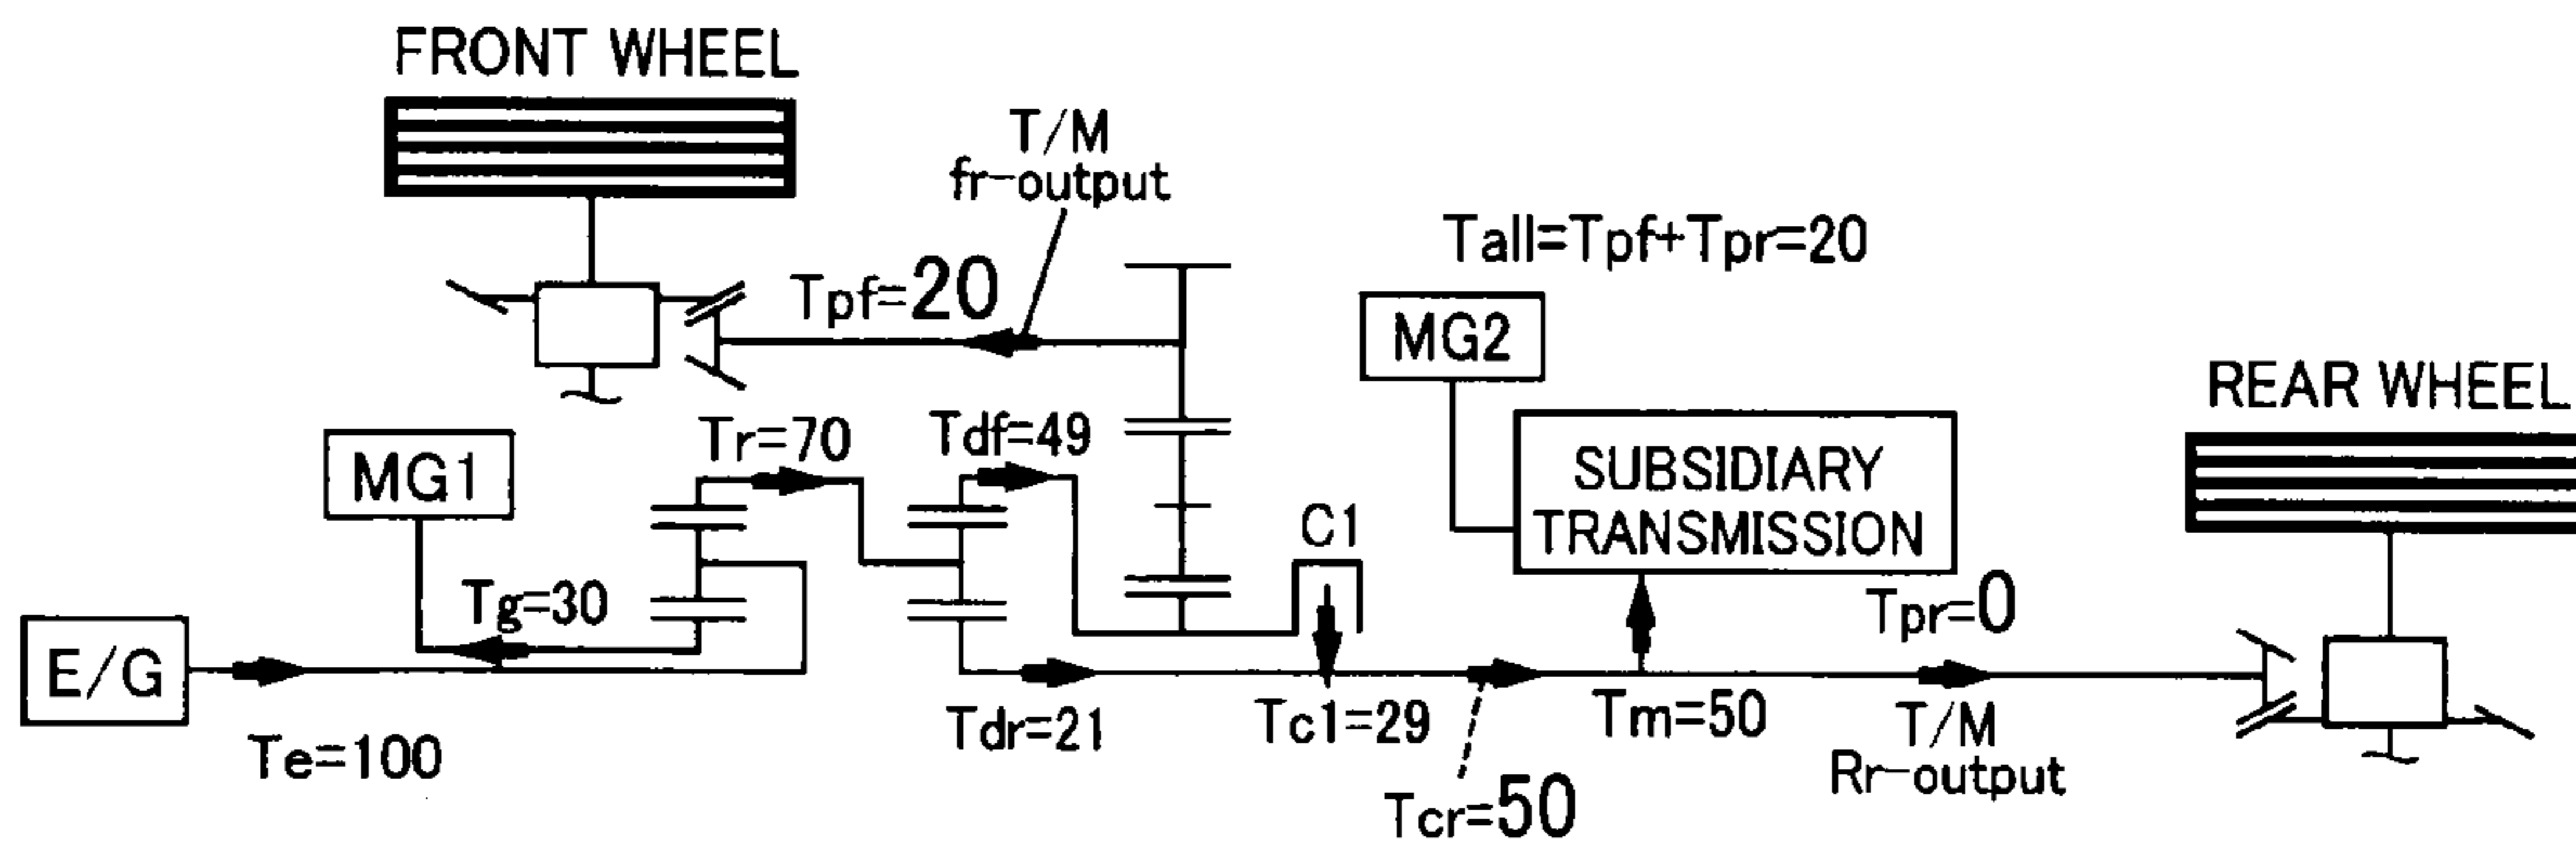 FRONT WHEEL
T/M
fr-output
Tall=Tpf+Tpr=20
Tpf=20
MG2
REAR WHEEL
Tr=70
Tdf=49
MG1
SUBSIDIARY
TRANSMISSION
C1
Tg=30
Tpr=0
E/G
Te=100
Tdr=21
Tc1=29
Tm=50
T/M
Rr-output
Tcr=50